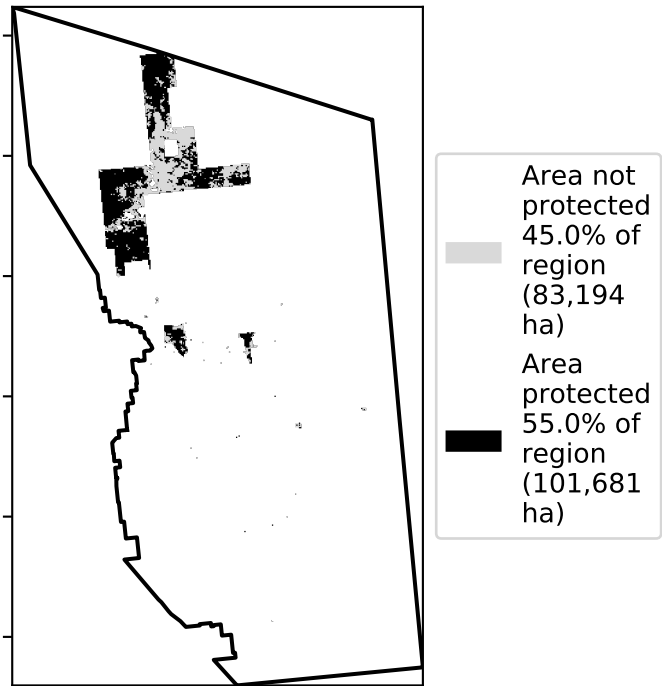 Area not
protected
45.0% of
region
(83,194
ha)
Area
protected
55.0% of
region
(101,681
ha)